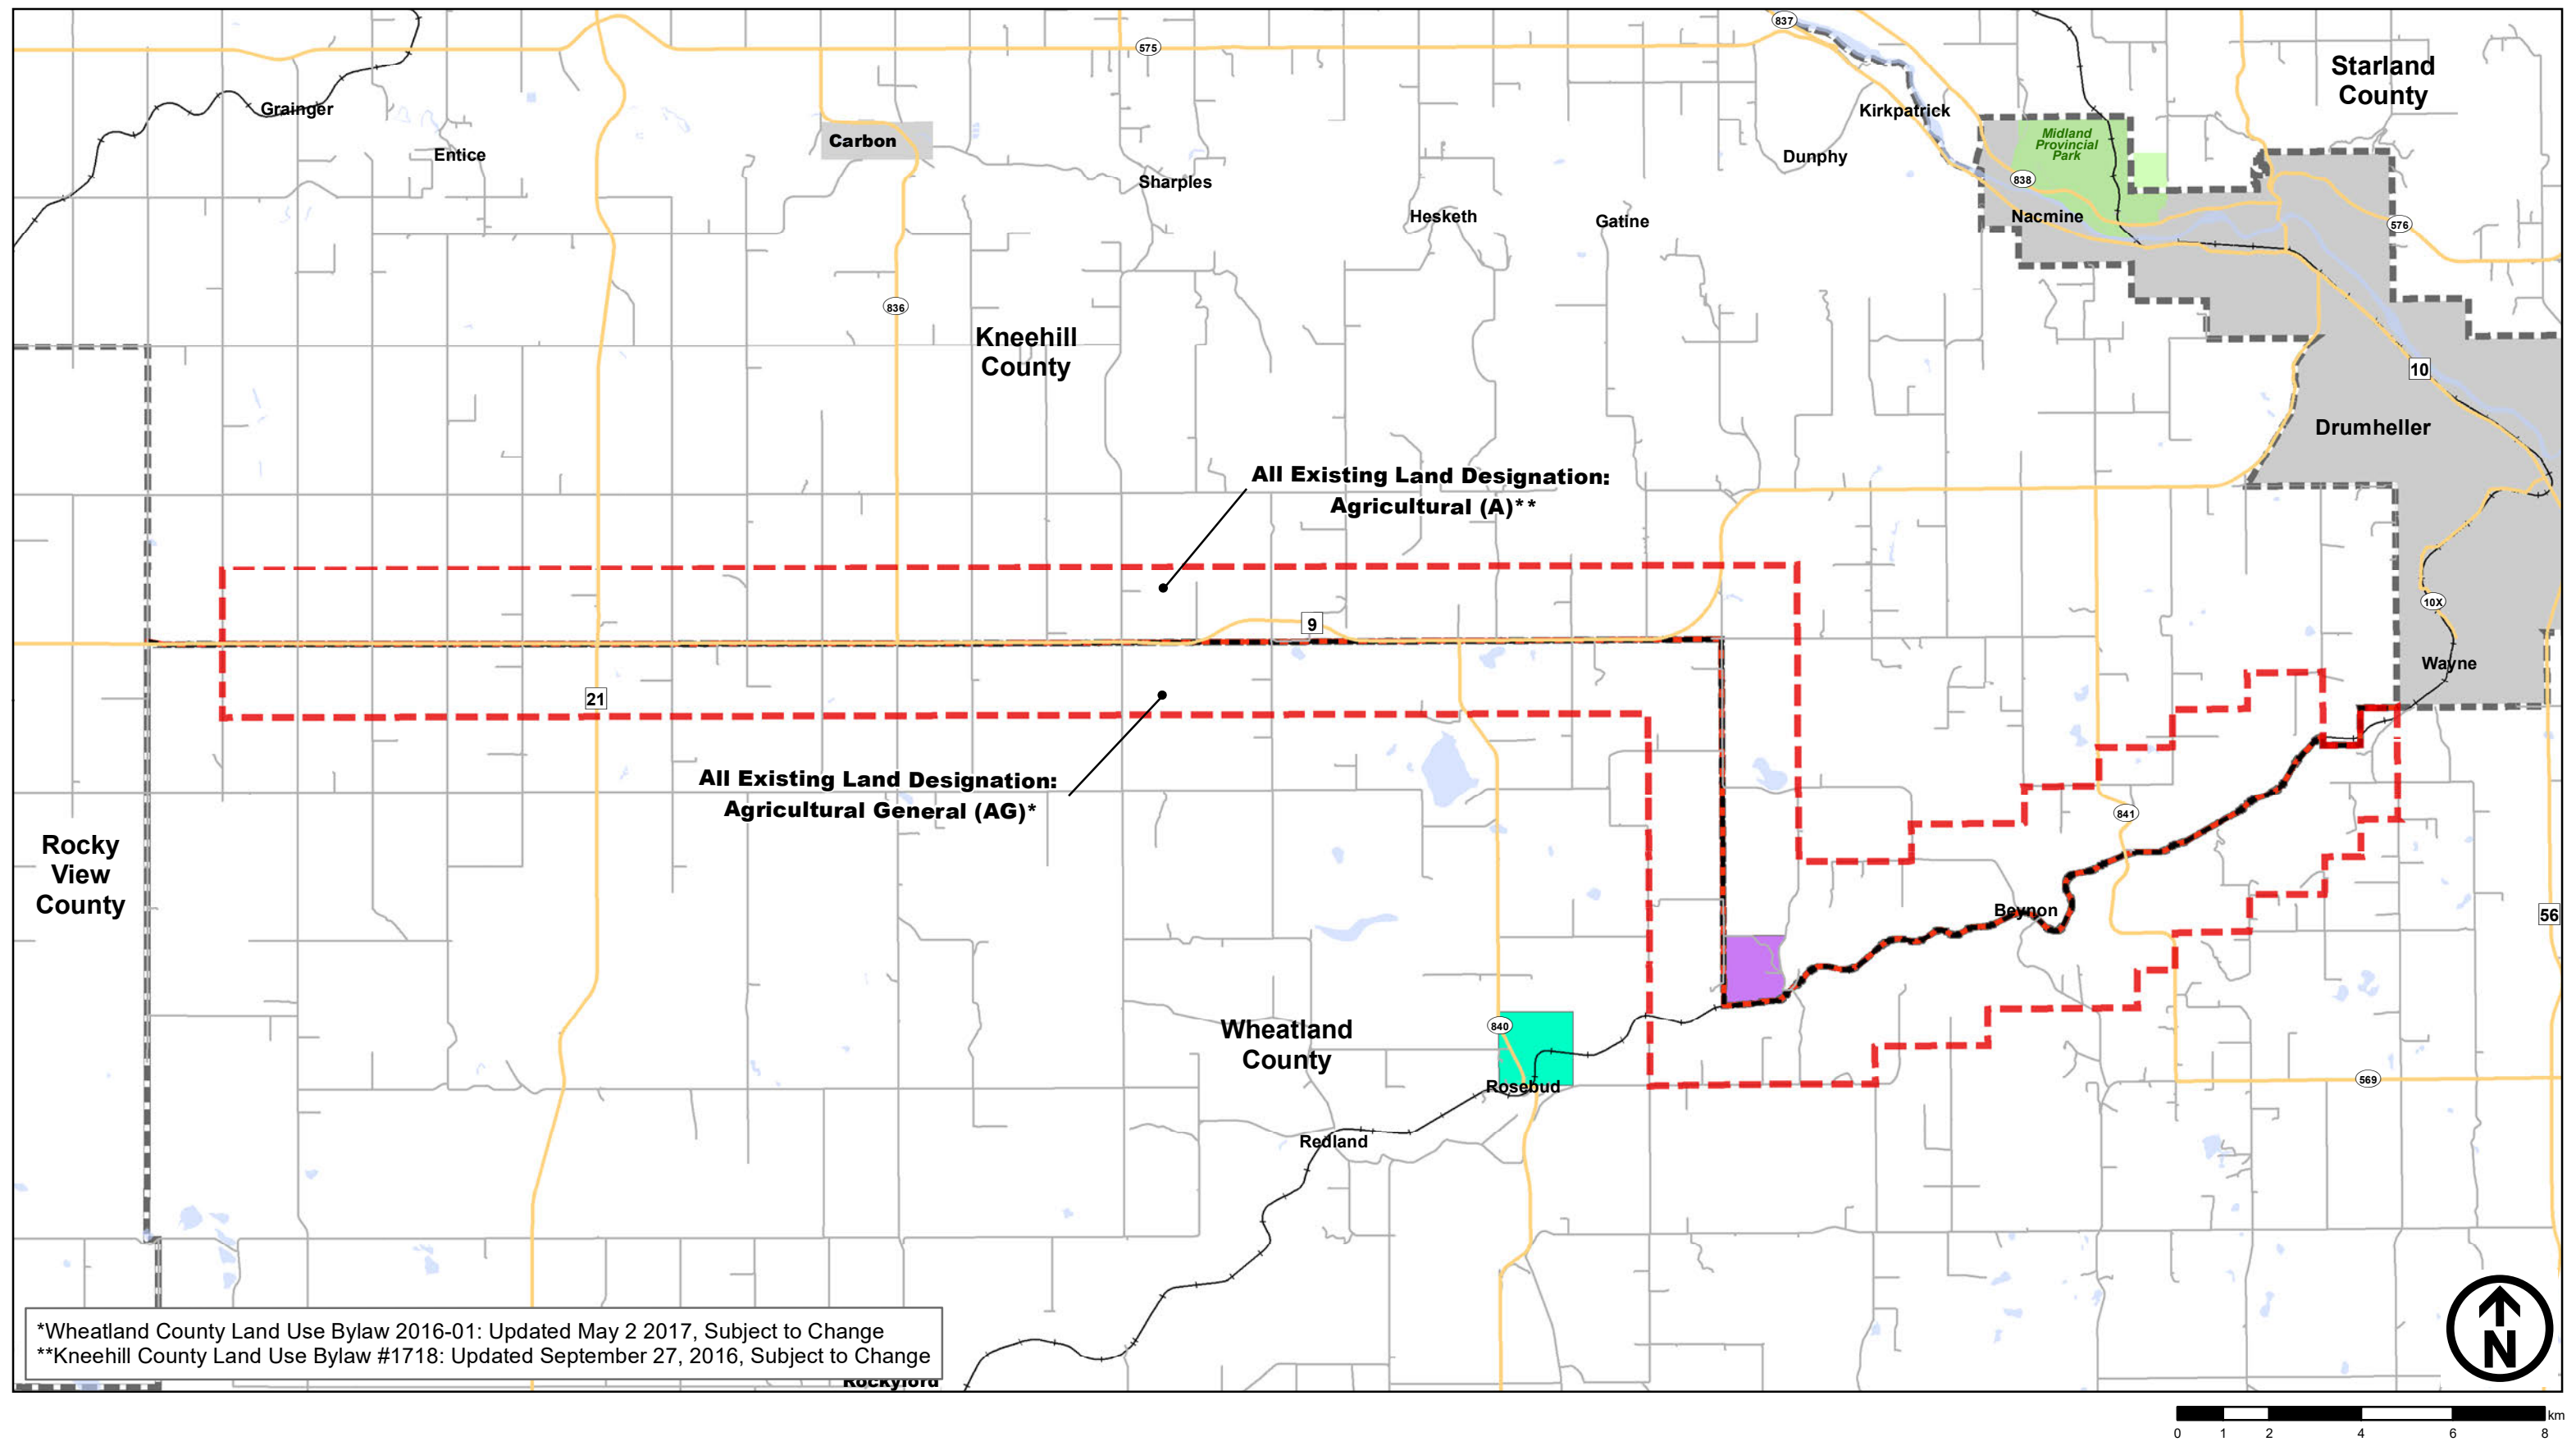 837
575
Starland
County
Grainger
Kirkpatrick
Midland
Provincial
Park
Carbon
Entice
Dunphy
Sharples
838
Hesketh
Gatine
Nacmine
576
836
Kneehill
County
10
Drumheller
All Existing Land Designation:
Agricultural (A)**
10X
9
Wayne
21
All Existing Land Designation:
Agricultural General (AG)*
841
Rocky
View
County
Beynon
56
Wheatland
County
840
Rosebud
569
Redland
*Wheatland County Land Use Bylaw 2016-01: Updated May 2 2017, Subject to Change
**Kneehill County Land Use Bylaw #1718: Updated September 27, 2016, Subject to Change
Rockyford
N
km
0 1 2 4 6 8